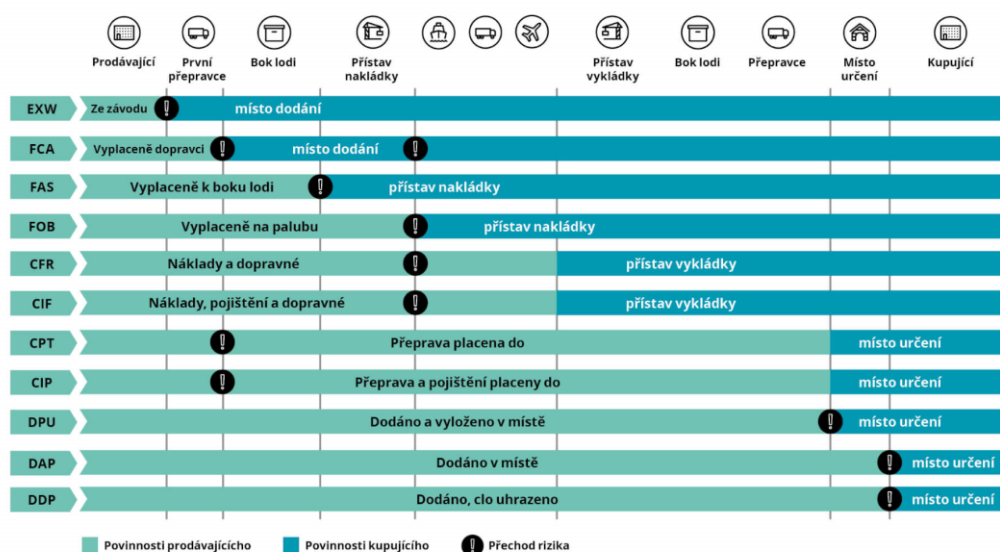 Prodávající
První
přepravce
Bok lodi
Přístav
nakládky
Přístav
vykládky
Bok lodi
Přepravce
Místo
určení
Kupující
EXW Ze závodu ! místo dodání
FCA Vyplaceně dopravci ! místo dodání !
FAS Vyplaceně k boku lodi ! přístav nakládky
FOB Vyplaceně na palubu ! přístav nakládky
CFR Náklady a dopravné ! přístav vykládky
CIF Náklady, pojištění a dopravné ! přístav vykládky
CPT ! Přeprava placena do místo určení
CIP ! Přeprava a pojištění placeny do místo určení
DPU Dodáno a vyloženo v místě ! místo určení
DAP Dodáno v místě ! místo určení
DDP Dodáno, clo uhrazeno ! místo určení
Povinnosti prodávajícícho Povinnosti kupujícího ! Přechod rizika